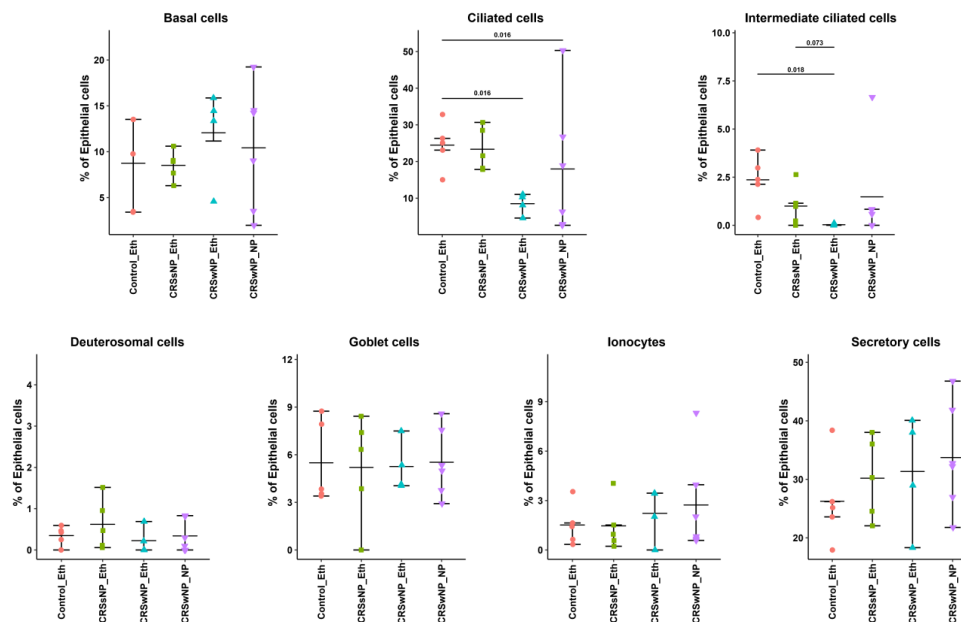 Basal cells
% of Epithelial cells
20
15
10
5
Control_Eth
CRSsNP_Eth
CRSwNP_Eth
CRSwNP_NP
Ciliated cells
% of Epithelial cells
50
40
30
20
10
0.016
0.016
Control_Eth
CRSsNP_Eth
CRSwNP_Eth
CRSwNP_NP
Intermediate ciliated cells
% of Epithelial cells
10.0
7.5
5.0
2.5
0.0
0.073
0.018
Control_Eth
CRSsNP_Eth
CRSwNP_Eth
CRSwNP_NP
Deuterosomal cells
% of Epithelial cells
4
3
2
1
0
Control_Eth
CRSsNP_Eth
CRSwNP_Eth
CRSwNP_NP
Goblet cells
% of Epithelial cells
12
9
6
3
0
Control_Eth
CRSsNP_Eth
CRSwNP_Eth
CRSwNP_NP
Ionocytes
% of Epithelial cells
9
6
3
0
Control_Eth
CRSsNP_Eth
CRSwNP_Eth
CRSwNP_NP
Secretory cells
% of Epithelial cells
50
40
30
20
Control_Eth
CRSsNP_Eth
CRSwNP_Eth
CRSwNP_NP